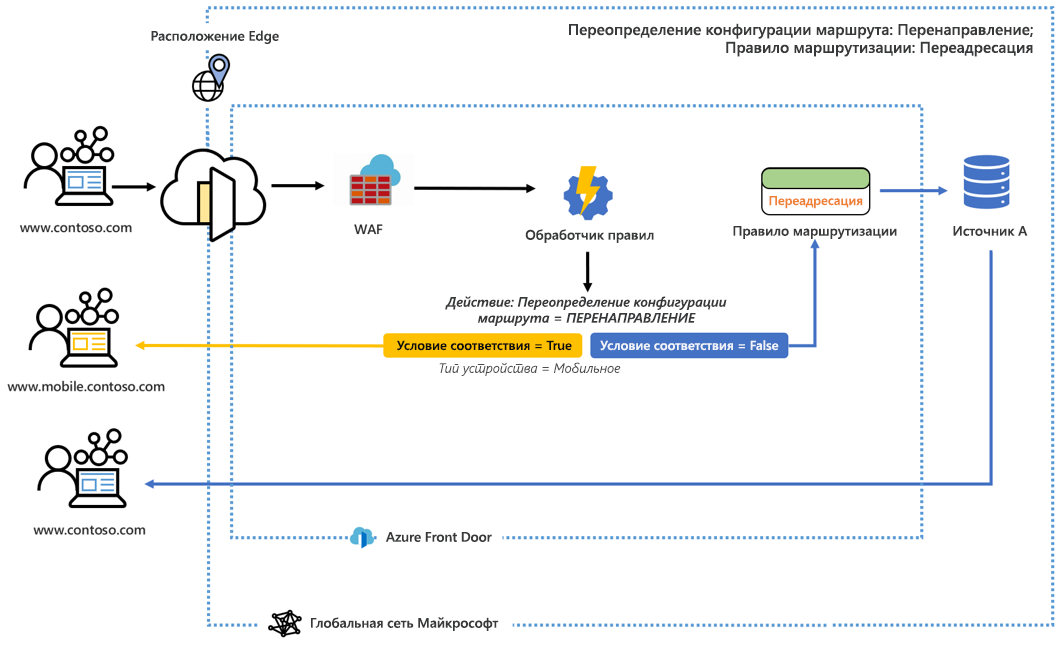 Переопределение конфигурации маршрута: Перенаправление;
Правило маршрутизации: Переадресация
Расположение Edge
www.contoso.com
WAF
Обработчик правил
Переадресация
Правило маршрутизации
Источник A
Действие: Переопределение конфигурации
маршрута = ПЕРЕНАПРАВЛЕНИЕ
Условие соответствия = True
Условие соответствия = False
Тип устройства = Мобильное
www.mobile.contoso.com
www.contoso.com
Azure Front Door
Глобальная сеть Майкрософт